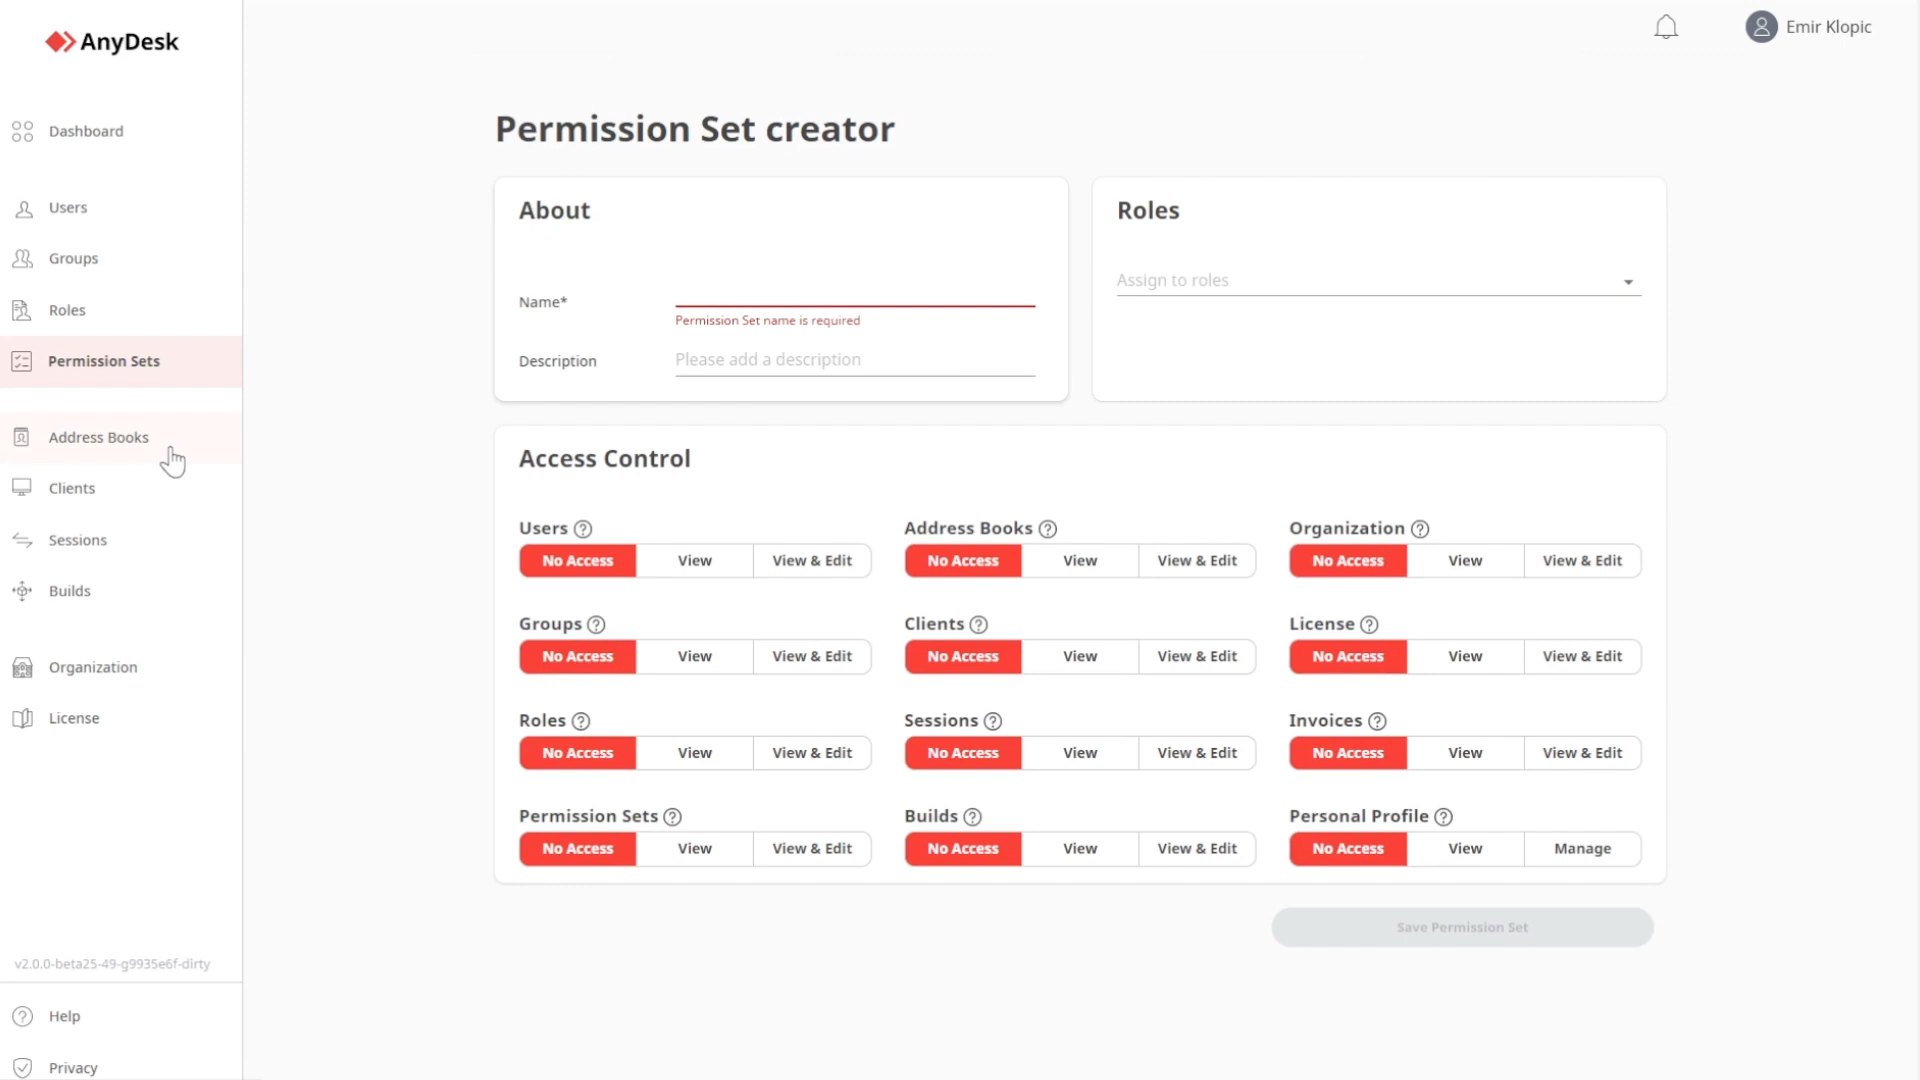 AnyDesk
Emir Klopic
Dashboard
Users
Groups
Roles
Permission Sets
Address Books
Clients
Sessions
Builds
Organization
License
v2.0.0-beta25-49-g9935e6f-dirty
Help
Privacy
Permission Set creator
About
Name*
Permission Set name is required
Description
Please add a description
Roles
Assign to roles
Access Control
Users ?
No Access View View & Edit
Address Books ?
No Access View View & Edit
Organization ?
No Access View View & Edit
Groups ?
No Access View View & Edit
Clients ?
No Access View View & Edit
License ?
No Access View View & Edit
Roles ?
No Access View View & Edit
Sessions ?
No Access View View & Edit
Invoices ?
No Access View View & Edit
Permission Sets ?
No Access View View & Edit
Builds ?
No Access View View & Edit
Personal Profile ?
No Access View Manage
Save Permission Set